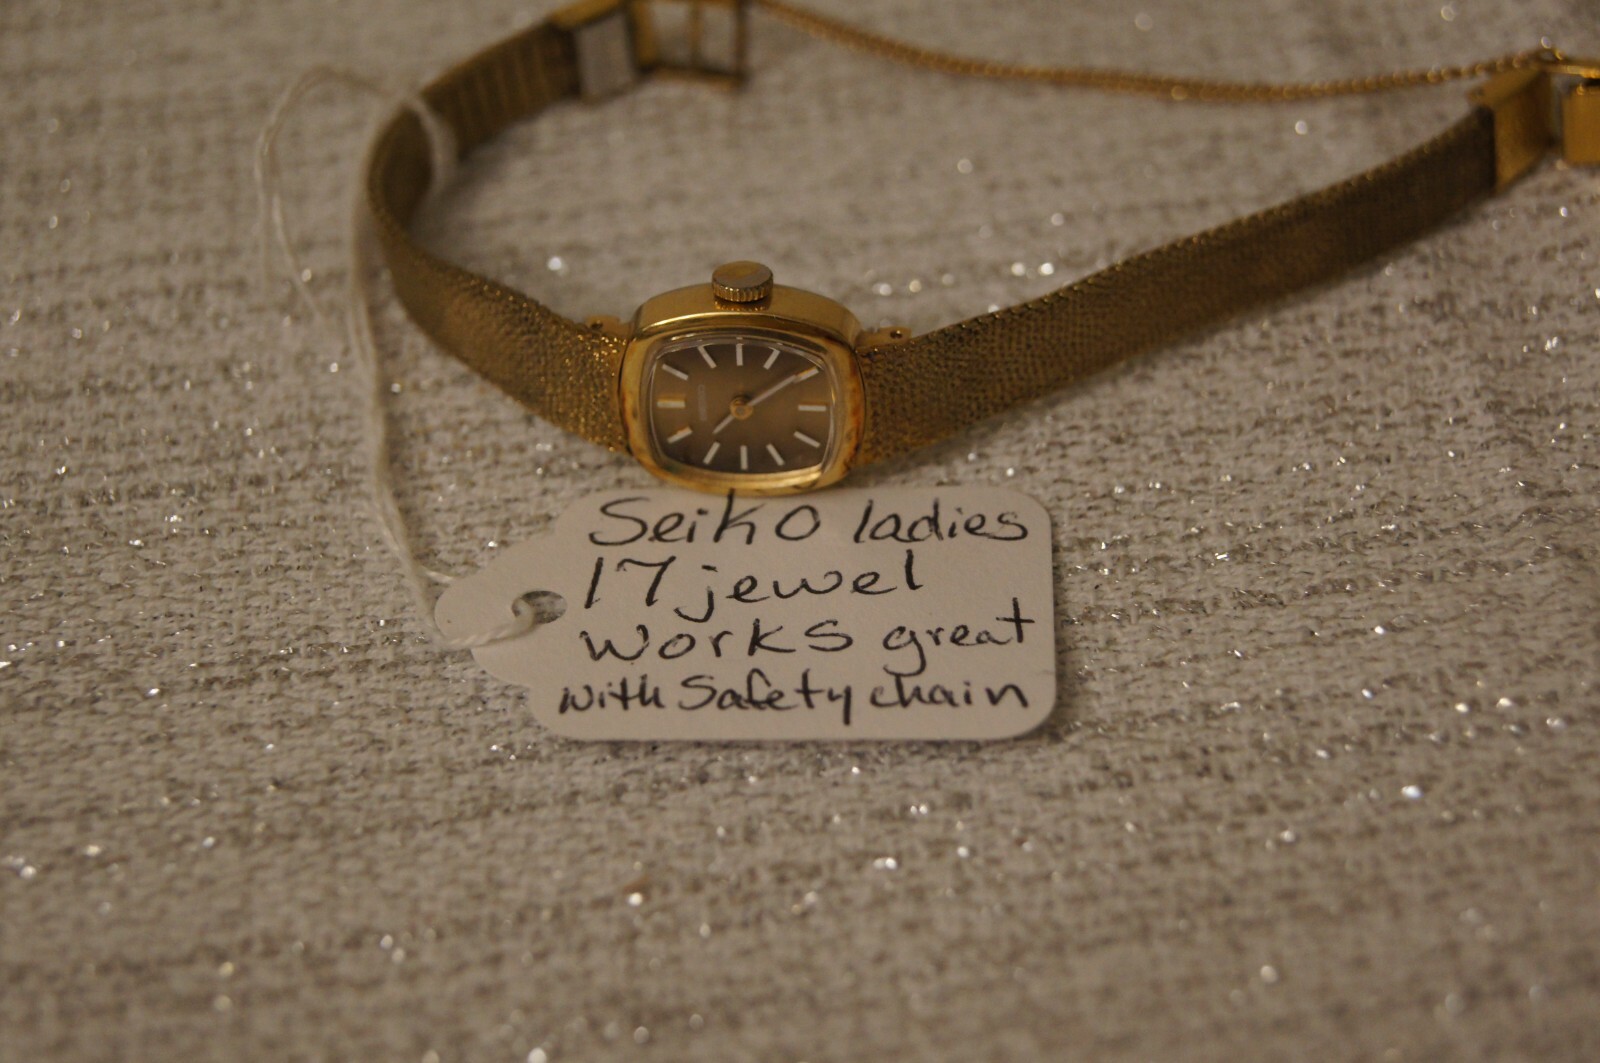 Seiko ladies
17 jewel
works great
with Safety chain